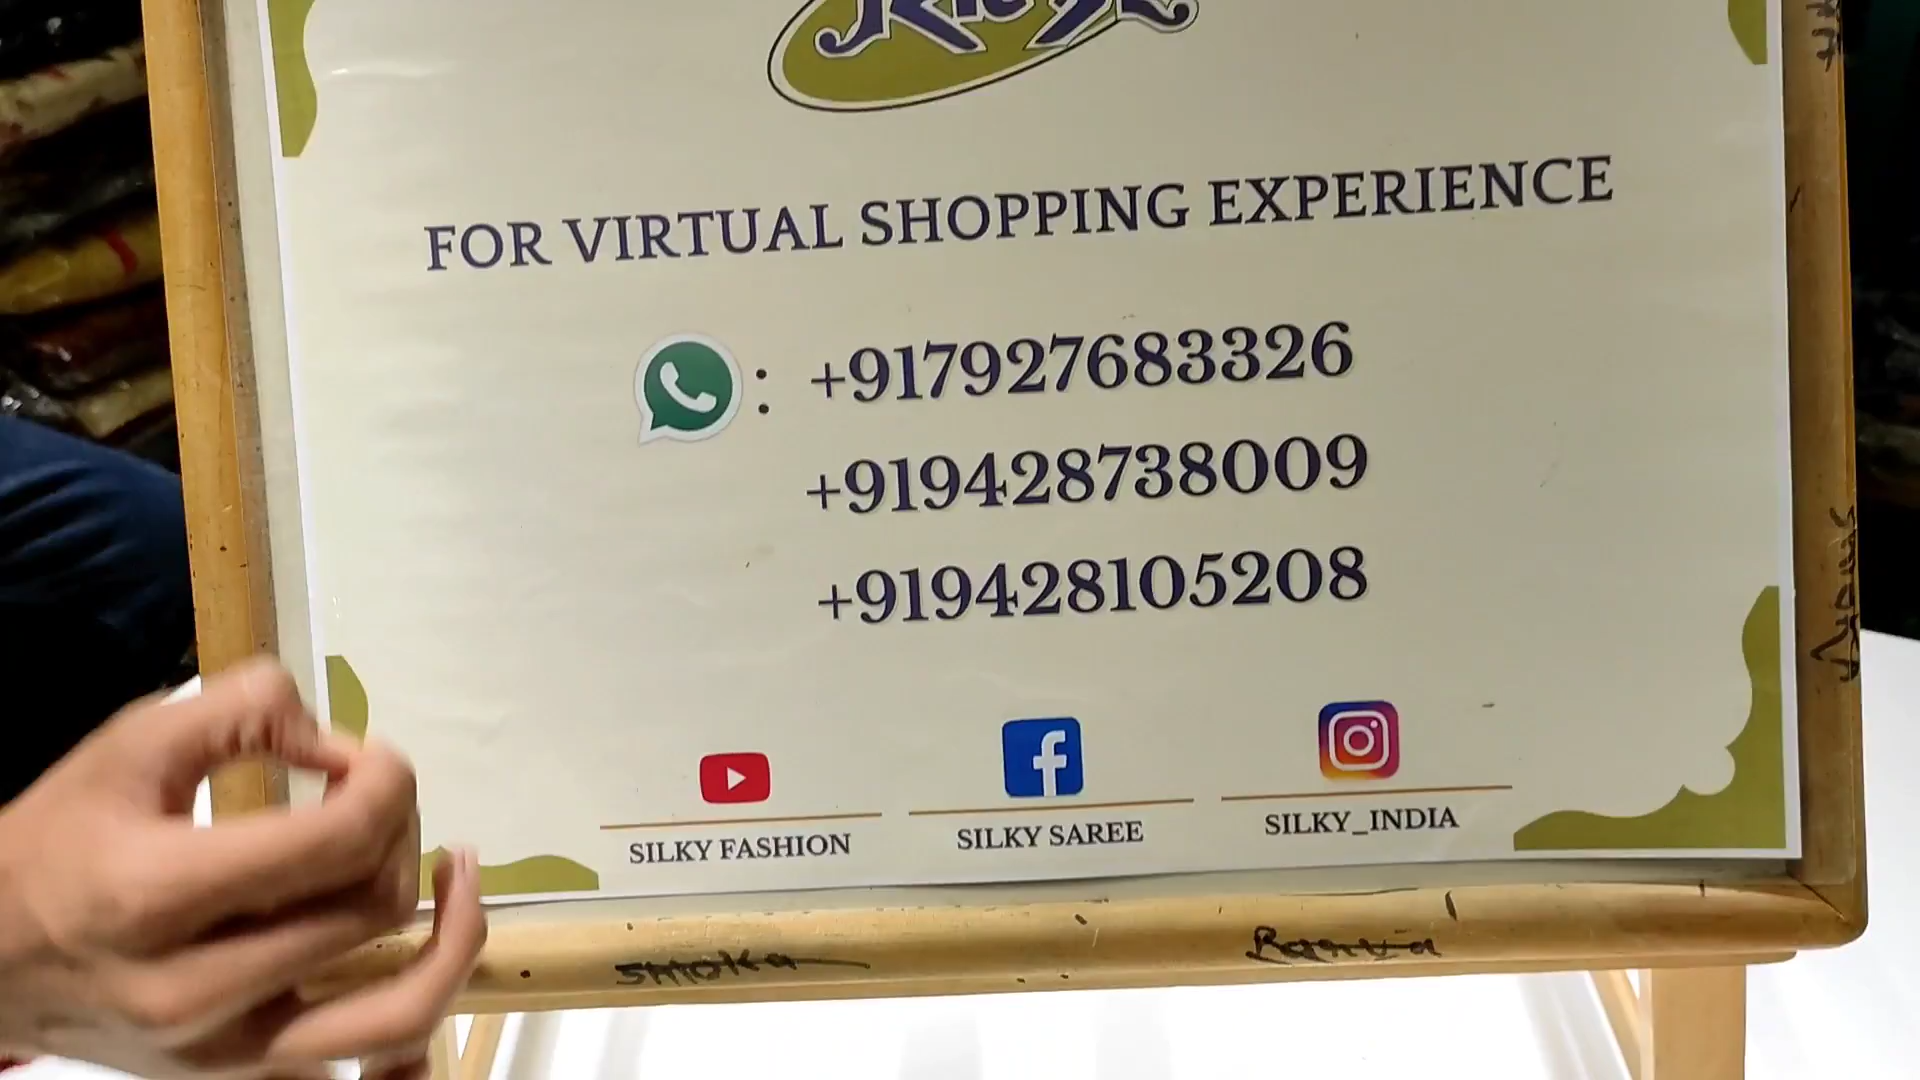 FOR VIRTUAL SHOPPING EXPERIENCE
: +917927683326
+919428738009
+919428105208
SILKY FASHION
SILKY SAREE
SILKY_INDIA